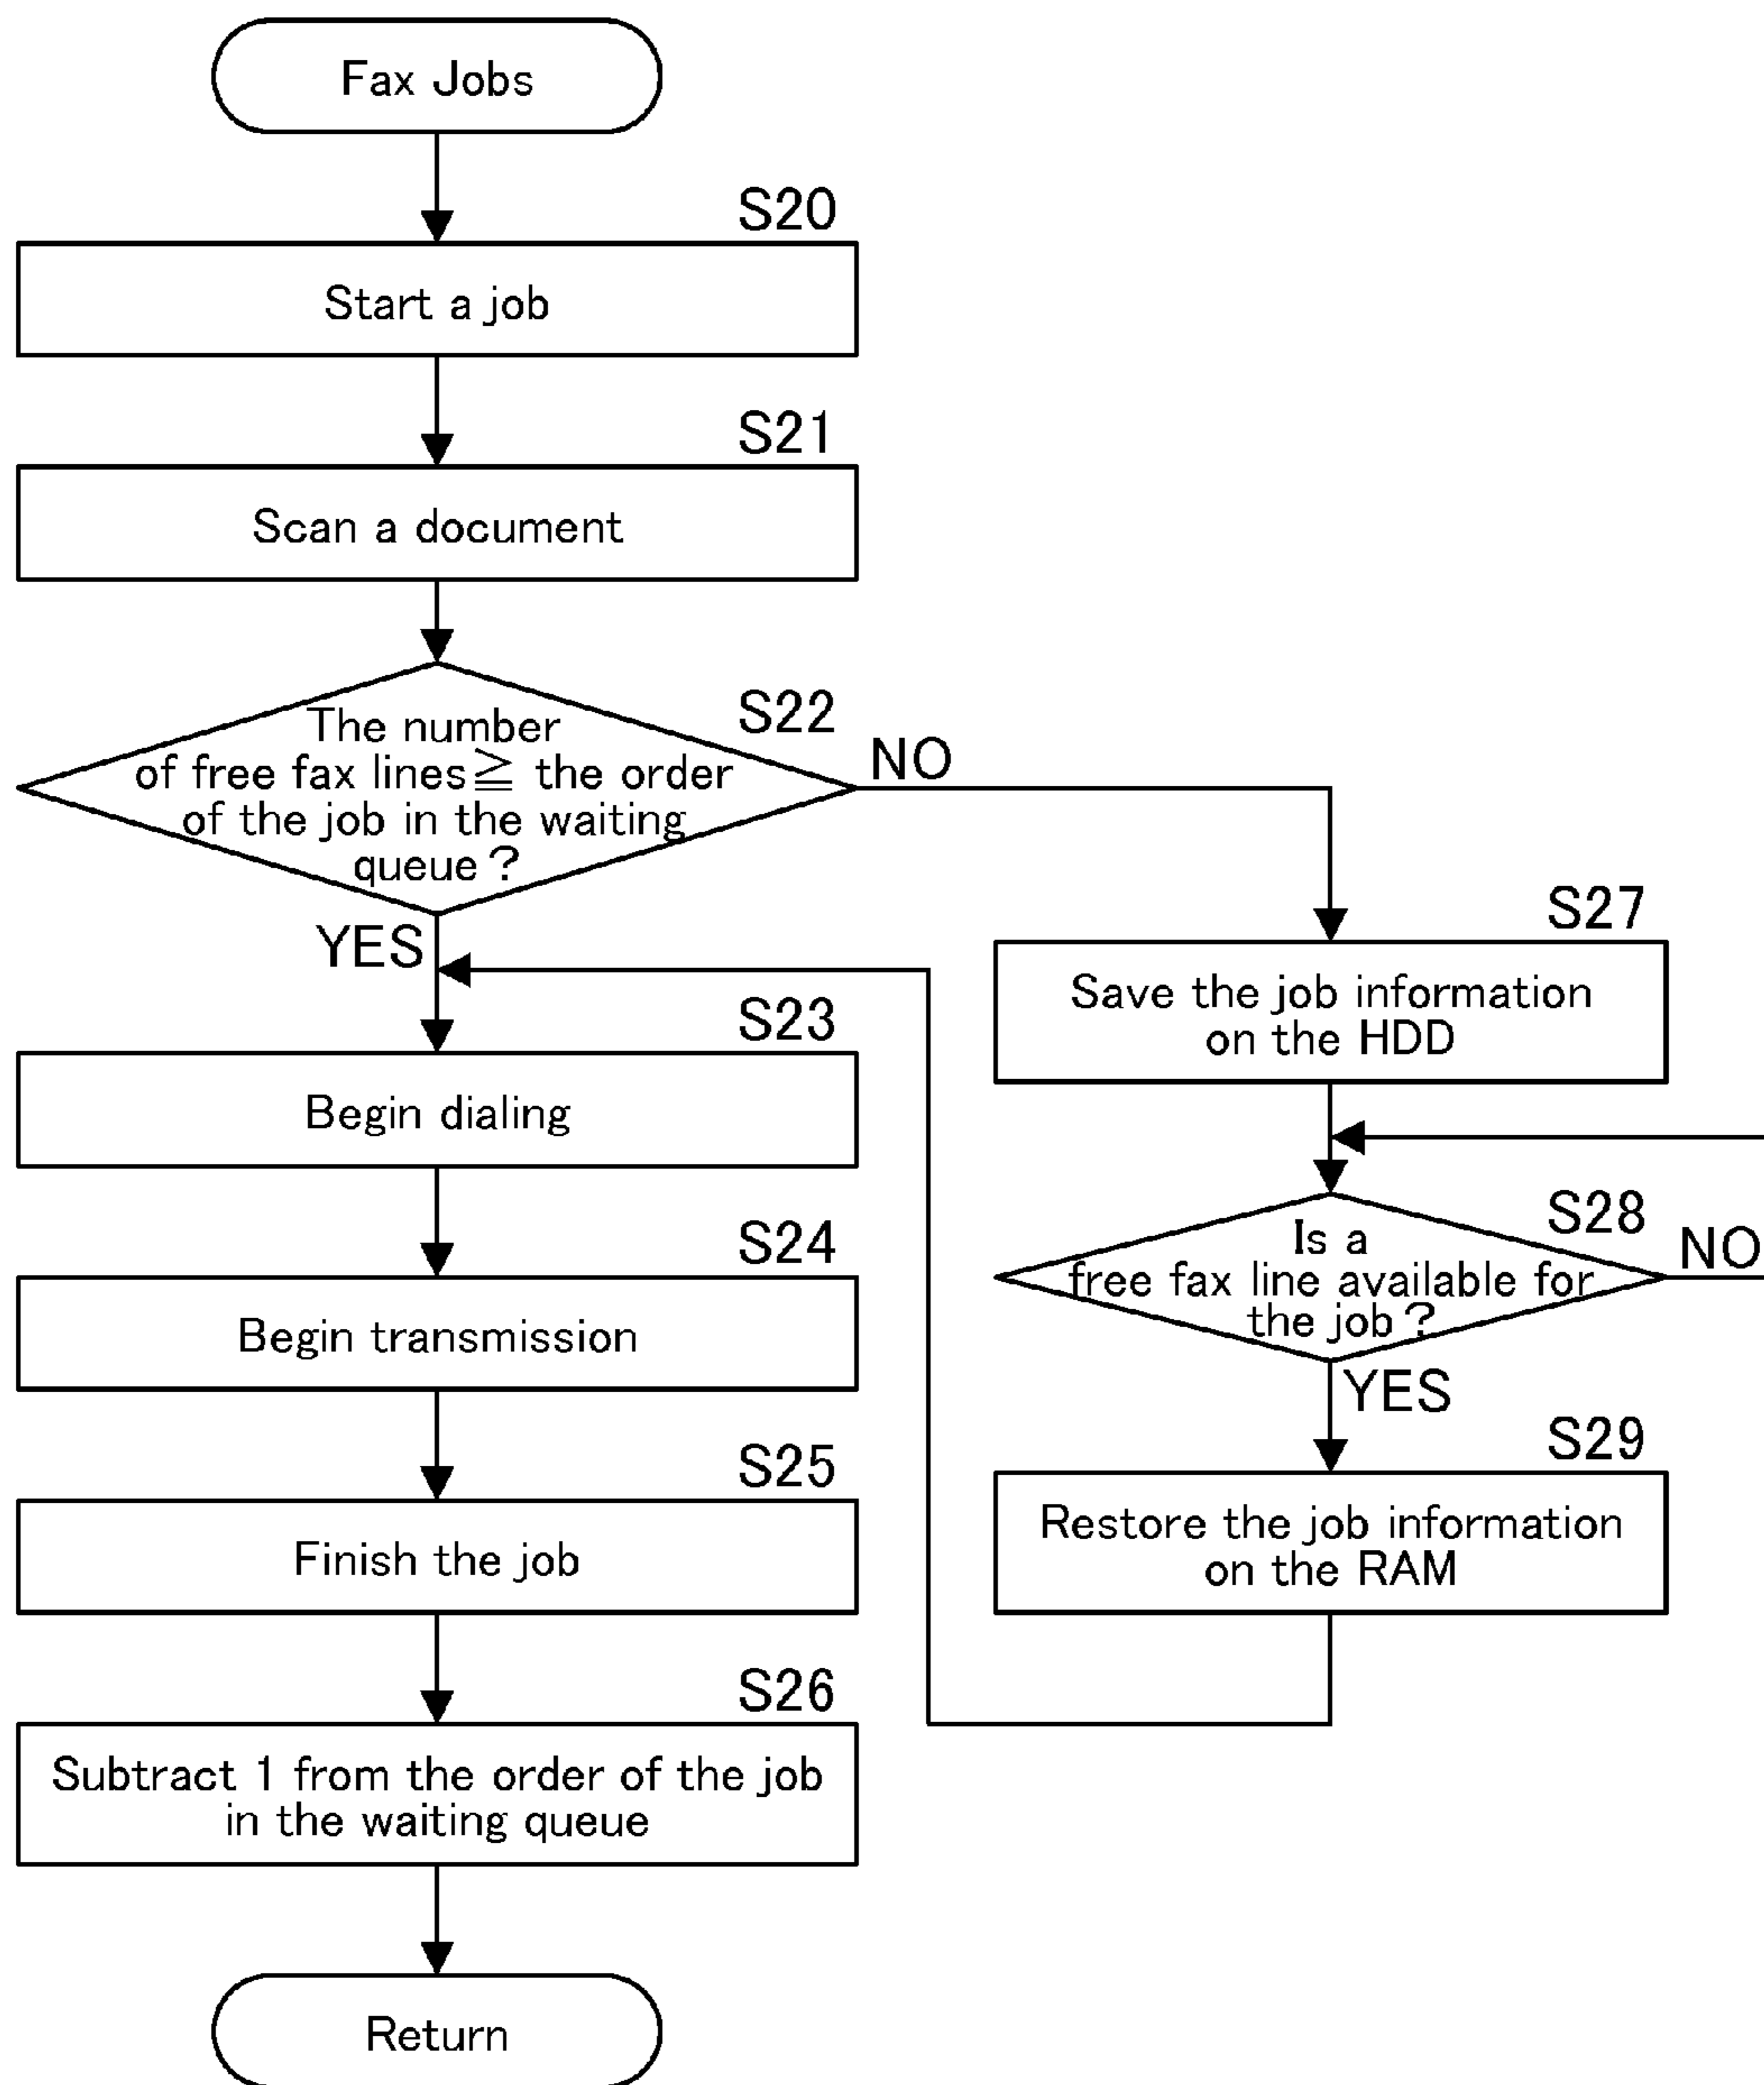 Fax Jobs
S20
Start a job
S21
Scan a document
S22
The number
of free fax lines≧ the order
of the job in the waiting
queue?
NO
YES
S23
Begin dialing
S24
Begin transmission
S25
Finish the job
S26
Subtract 1 from the order of the job
in the waiting queue
Return
S27
Save the job information
on the HDD
S28
Is a
free fax line available for
the job?
NO
YES
S29
Restore the job information
on the RAM